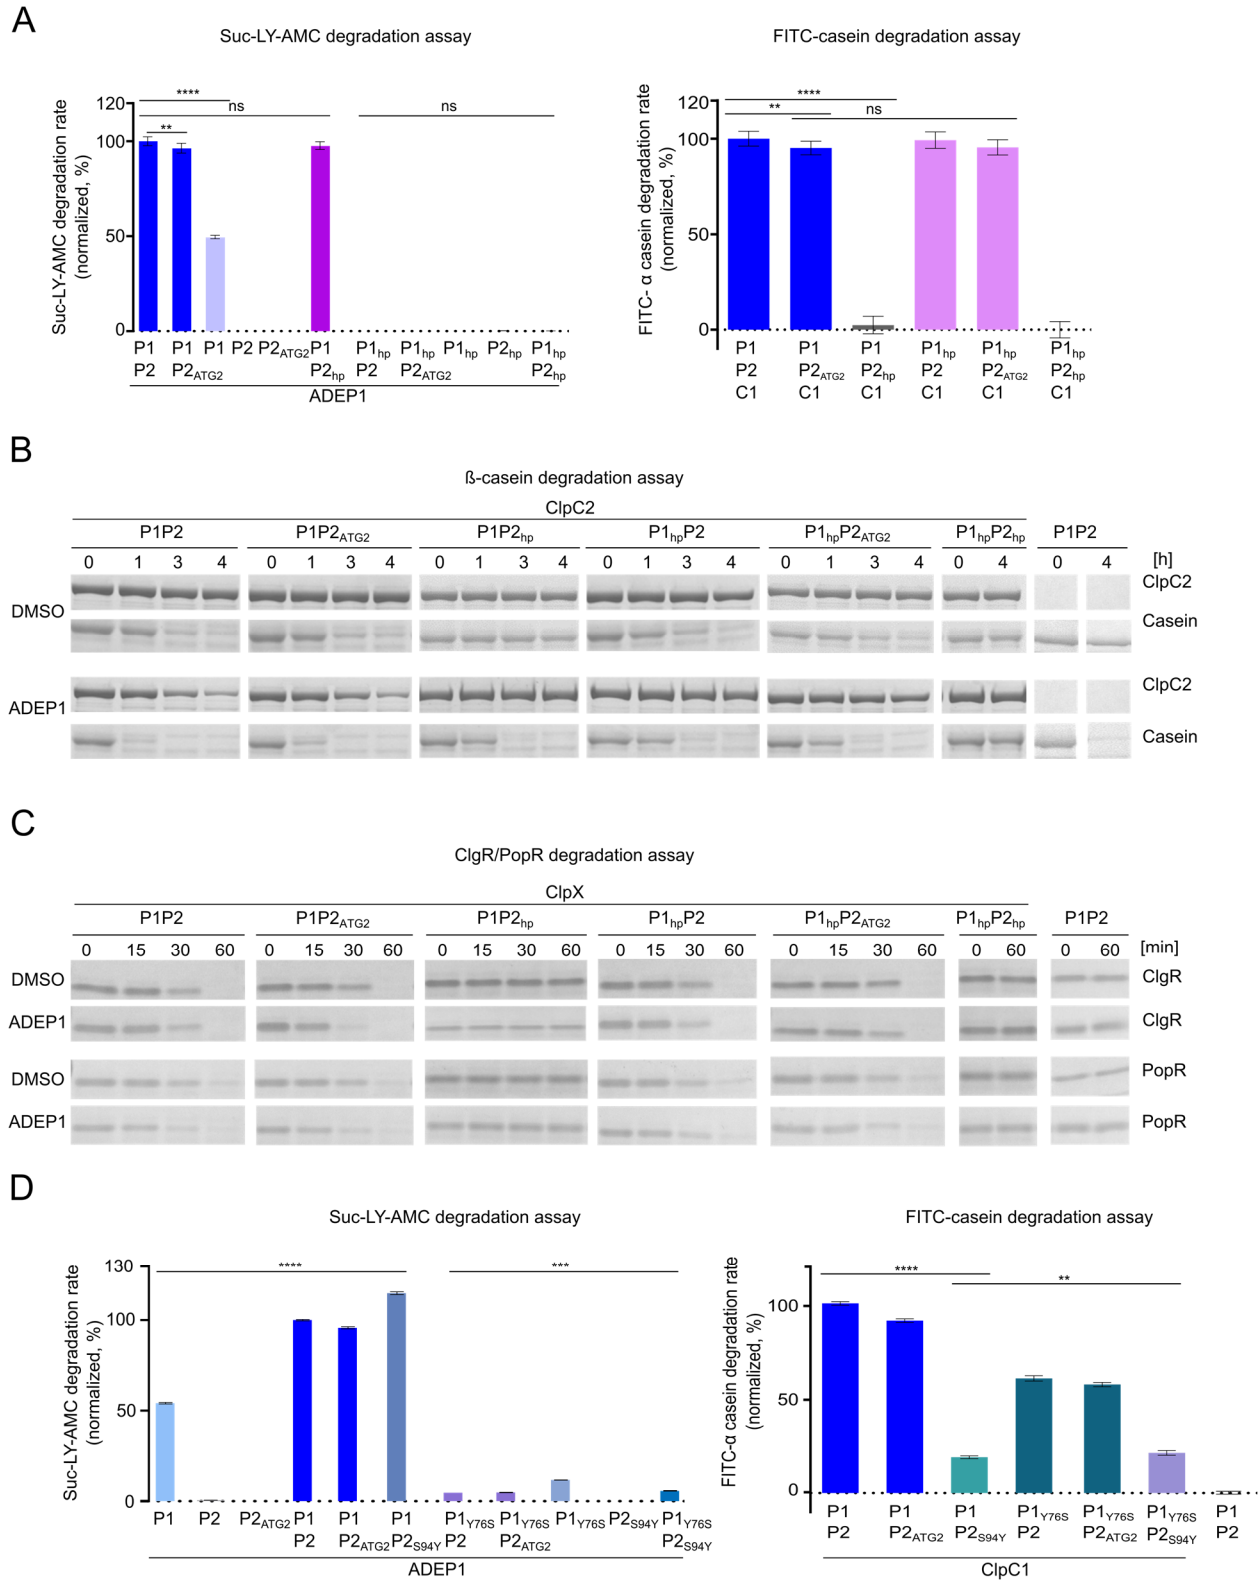 A
Suc-LY-AMC degradation assay
FITC-casein degradation assay
Suc-LY-AMC degradation rate
(normalized, %)
120
100
50
0
****
ns
**
ns
P1 P1 P1 P2 P2ATG2 P1 P1hp P1hp P1hp P2hp P1hp
P2 P2ATG2 P2hp P2 P2ATG2 P2hp
ADEP1
FITC- α casein degradation rate
(normalized, %)
120
100
50
0
****
**
ns
P1 P1 P1 P1hp P1hp P1hp
P2 P2ATG2 P2hp P2 P2ATG2 P2hp
C1 C1 C1 C1 C1 C1
B
ß-casein degradation assay
ClpC2
P1P2 P1P2ATG2 P1P2hp P1hpP2 P1hpP2ATG2 P1hpP2hp P1P2
0 1 3 4 0 1 3 4 0 1 3 4 0 1 3 4 0 1 3 4 0 4 0 4 [h]
DMSO
ClpC2
Casein
ADEP1
ClpC2
Casein
C
ClgR/PopR degradation assay
ClpX
P1P2 P1P2ATG2 P1P2hp P1hpP2 P1hpP2ATG2 P1hpP2hp P1P2
0 15 30 60 0 15 30 60 0 15 30 60 0 15 30 60 0 15 30 60 0 60 0 60 [min]
DMSO ClgR
ADEP1 ClgR
DMSO PopR
ADEP1 PopR
D
Suc-LY-AMC degradation assay
FITC-casein degradation assay
Suc-LY-AMC degradation rate
(normalized, %)
130
100
50
0
****
***
P1 P2 P2ATG2 P1 P1 P1 P1Y76S P1Y76S P1Y76S P2S94Y P1Y76S
P2 P2ATG2 P2S94Y P2 P2ATG2 P2S94Y
ADEP1
FITC-α casein degradation rate
(normalized, %)
100
50
0
****
**
P1 P1 P1 P1Y76S P1Y76S P1Y76S P1
P2 P2ATG2 P2S94Y P2 P2ATG2 P2S94Y P2
ClpC1